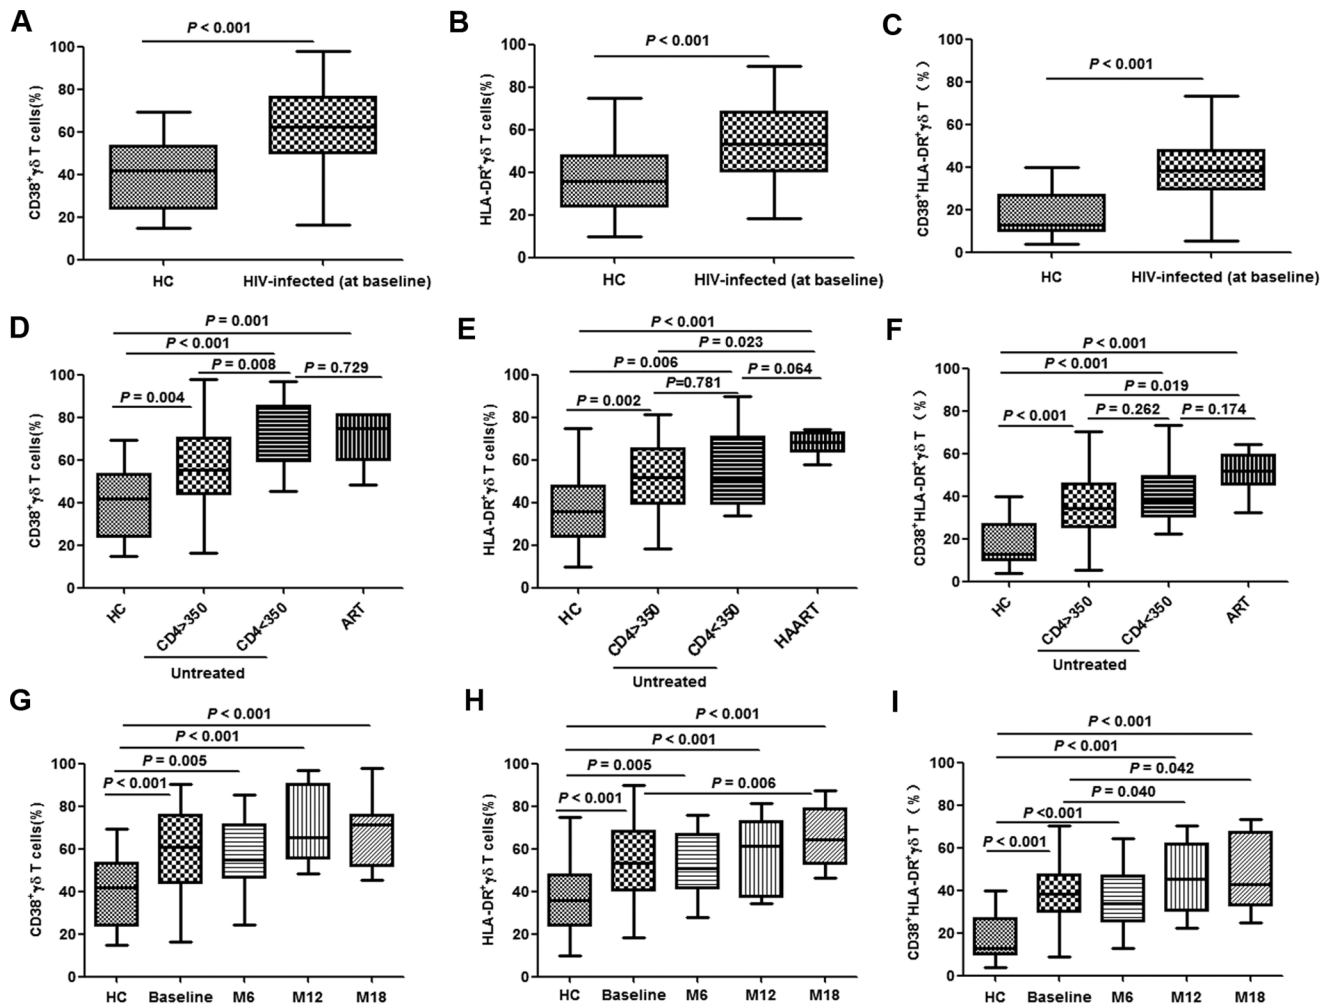 A
P < 0.001
CD38⁺γδ T cells(%)
100
80
60
40
20
0
HC
HIV-infected (at baseline)
B
P < 0.001
HLA-DR⁺γδ T cells(%)
100
80
60
40
20
0
HC
HIV-infected (at baseline)
C
P < 0.001
CD38⁺HLA-DR⁺γδ T（%）
100
80
60
40
20
0
HC
HIV-infected (at baseline)
D
P = 0.001
P < 0.001
P = 0.008
P = 0.729
P = 0.004
CD38⁺γδ T cells(%)
100
80
60
40
20
0
HC
CD4>350
CD4<350
ART
Untreated
E
P < 0.001
P = 0.023
P = 0.006
P = 0.064
P=0.781
P = 0.002
HLA-DR⁺γδ T cells(%)
100
80
60
40
20
0
HC
CD4>350
CD4<350
HAART
Untreated
F
P < 0.001
P < 0.001
P = 0.019
P < 0.001
P = 0.262
P = 0.174
CD38⁺HLA-DR⁺γδ T（%）
100
80
60
40
20
0
HC
CD4>350
CD4<350
ART
Untreated
G
P < 0.001
P < 0.001
P = 0.005
P < 0.001
CD38⁺γδ T cells(%)
100
80
60
40
20
0
HC
Baseline
M6
M12
M18
H
P < 0.001
P < 0.001
P = 0.005
P = 0.006
P < 0.001
HLA-DR⁺γδ T cells(%)
100
80
60
40
20
0
HC
Baseline
M6
M12
M18
I
P < 0.001
P < 0.001
P = 0.042
P = 0.040
P <0.001
P < 0.001
CD38⁺HLA-DR⁺γδ T（%）
100
80
60
40
20
0
HC
Baseline
M6
M12
M18